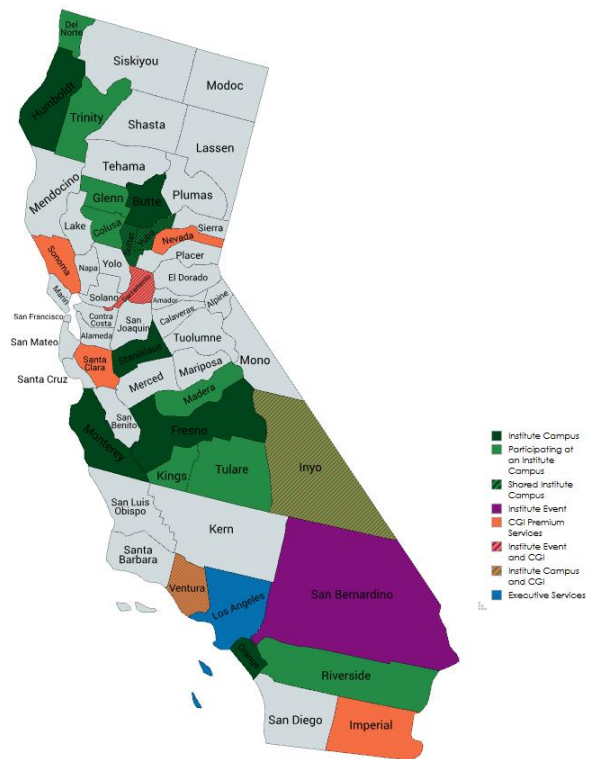 Del
Norte
Siskiyou
Modoc
Humboldt
Trinity
Shasta
Lassen
Tehama
Mendocino
Glenn
Butte
Plumas
Lake
Colusa
Sutter
Yuba
Nevada
Sierra
Placer
Sonoma
Napa
Yolo
El Dorado
Sacramento
Marin
Solano
Amador
Alpine
San Francisco
Contra
Costa
San
Joaquin
Calaveras
Alameda
Tuolumne
San Mateo
Stanislaus
Mono
Santa
Clara
Santa Cruz
Merced
Mariposa
Madera
San
Benito
Fresno
Monterey
Inyo
Kings
Tulare
San Luis
Obispo
Kern
Santa
Barbara
Ventura
Los Angeles
San Bernardino
Orange
Riverside
San Diego
Imperial
Institute Campus
Participating at
an Institute
Campus
Shared Institute
Campus
Institute Event
CGI Premium
Services
Institute Event
and CGI
Institute Campus
and CGI
Executive Services